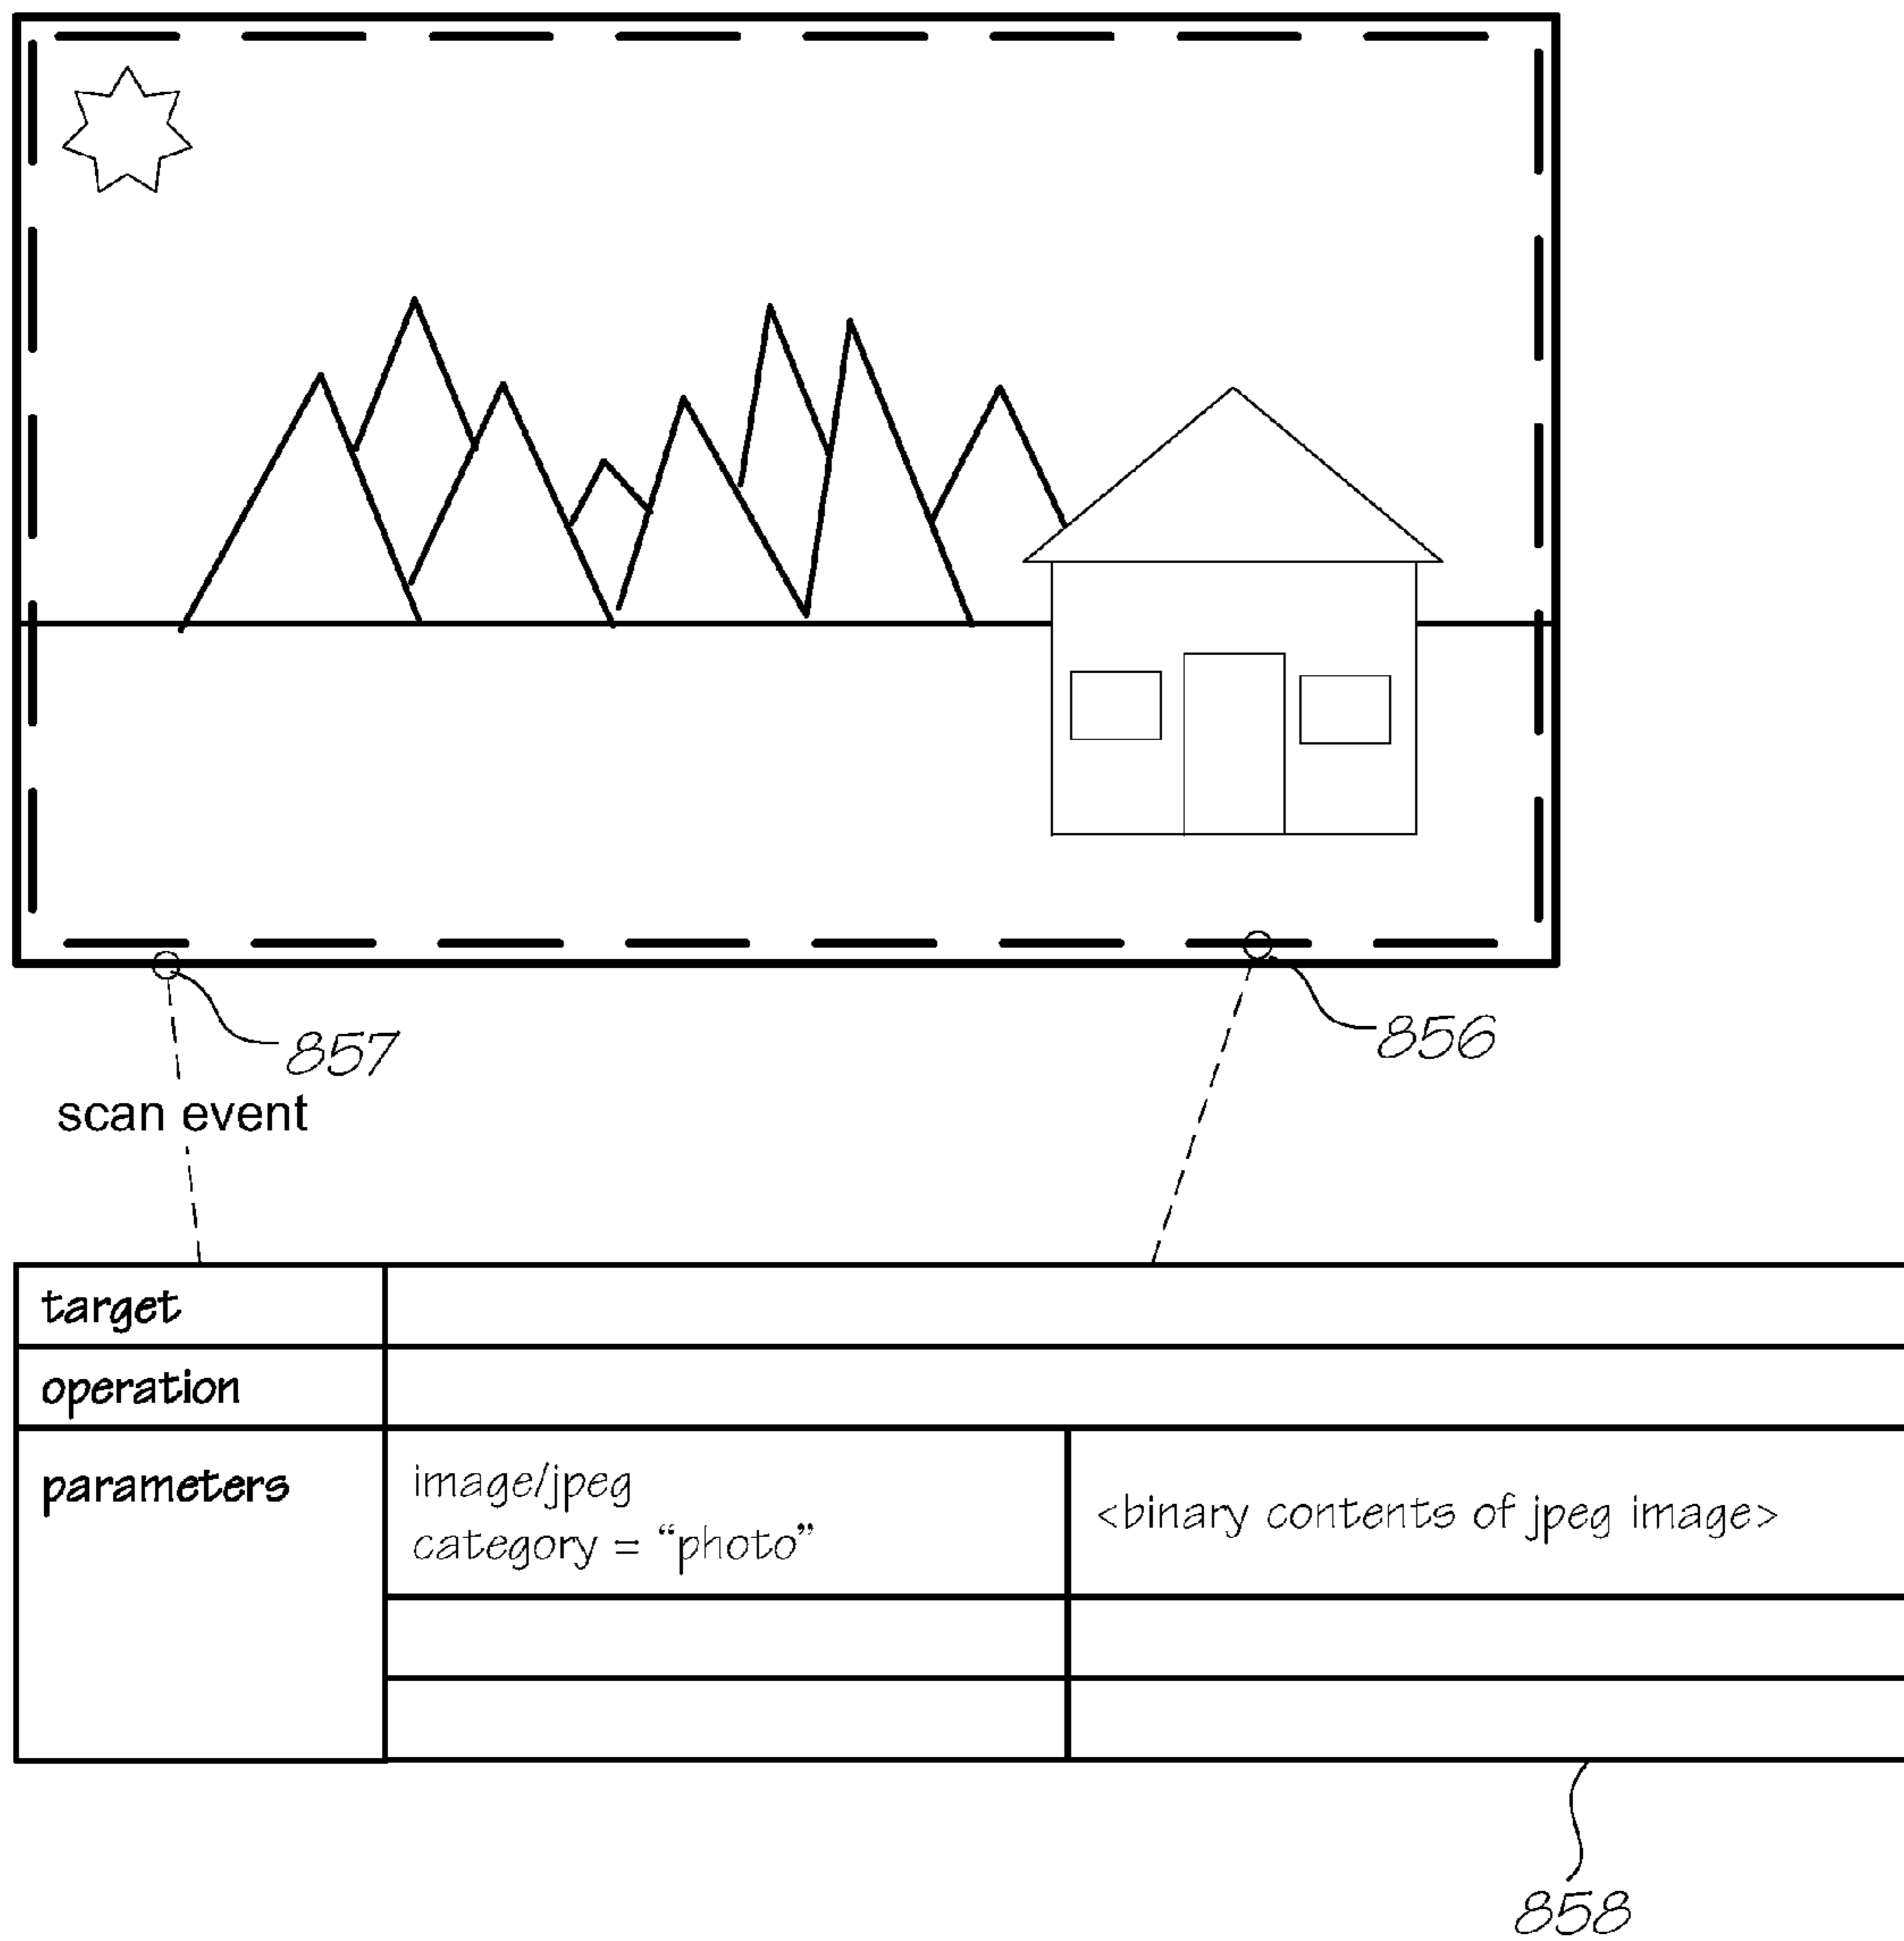 857
856
scan event
target
operation
parameters
image/jpeg
category = “photo”
<binary contents of jpeg image>
858